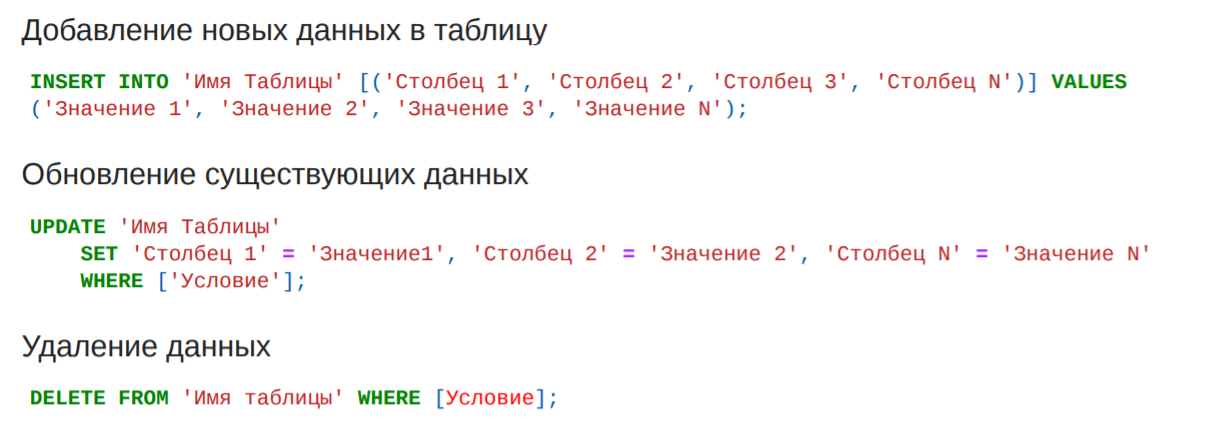 Добавление новых данных в таблицу
INSERT INTO 'Имя Таблицы' [('Столбец 1', 'Столбец 2', 'Столбец 3', 'Столбец N')] VALUES
('Значение 1', 'Значение 2', 'Значение 3', 'Значение N');
Обновление существующих данных
UPDATE 'Имя Таблицы'
SET 'Столбец 1' = 'Значение1', 'Столбец 2' = 'Значение 2', 'Столбец N' = 'Значение N'
WHERE ['Условие'];
Удаление данных
DELETE FROM 'Имя таблицы' WHERE [Условие];